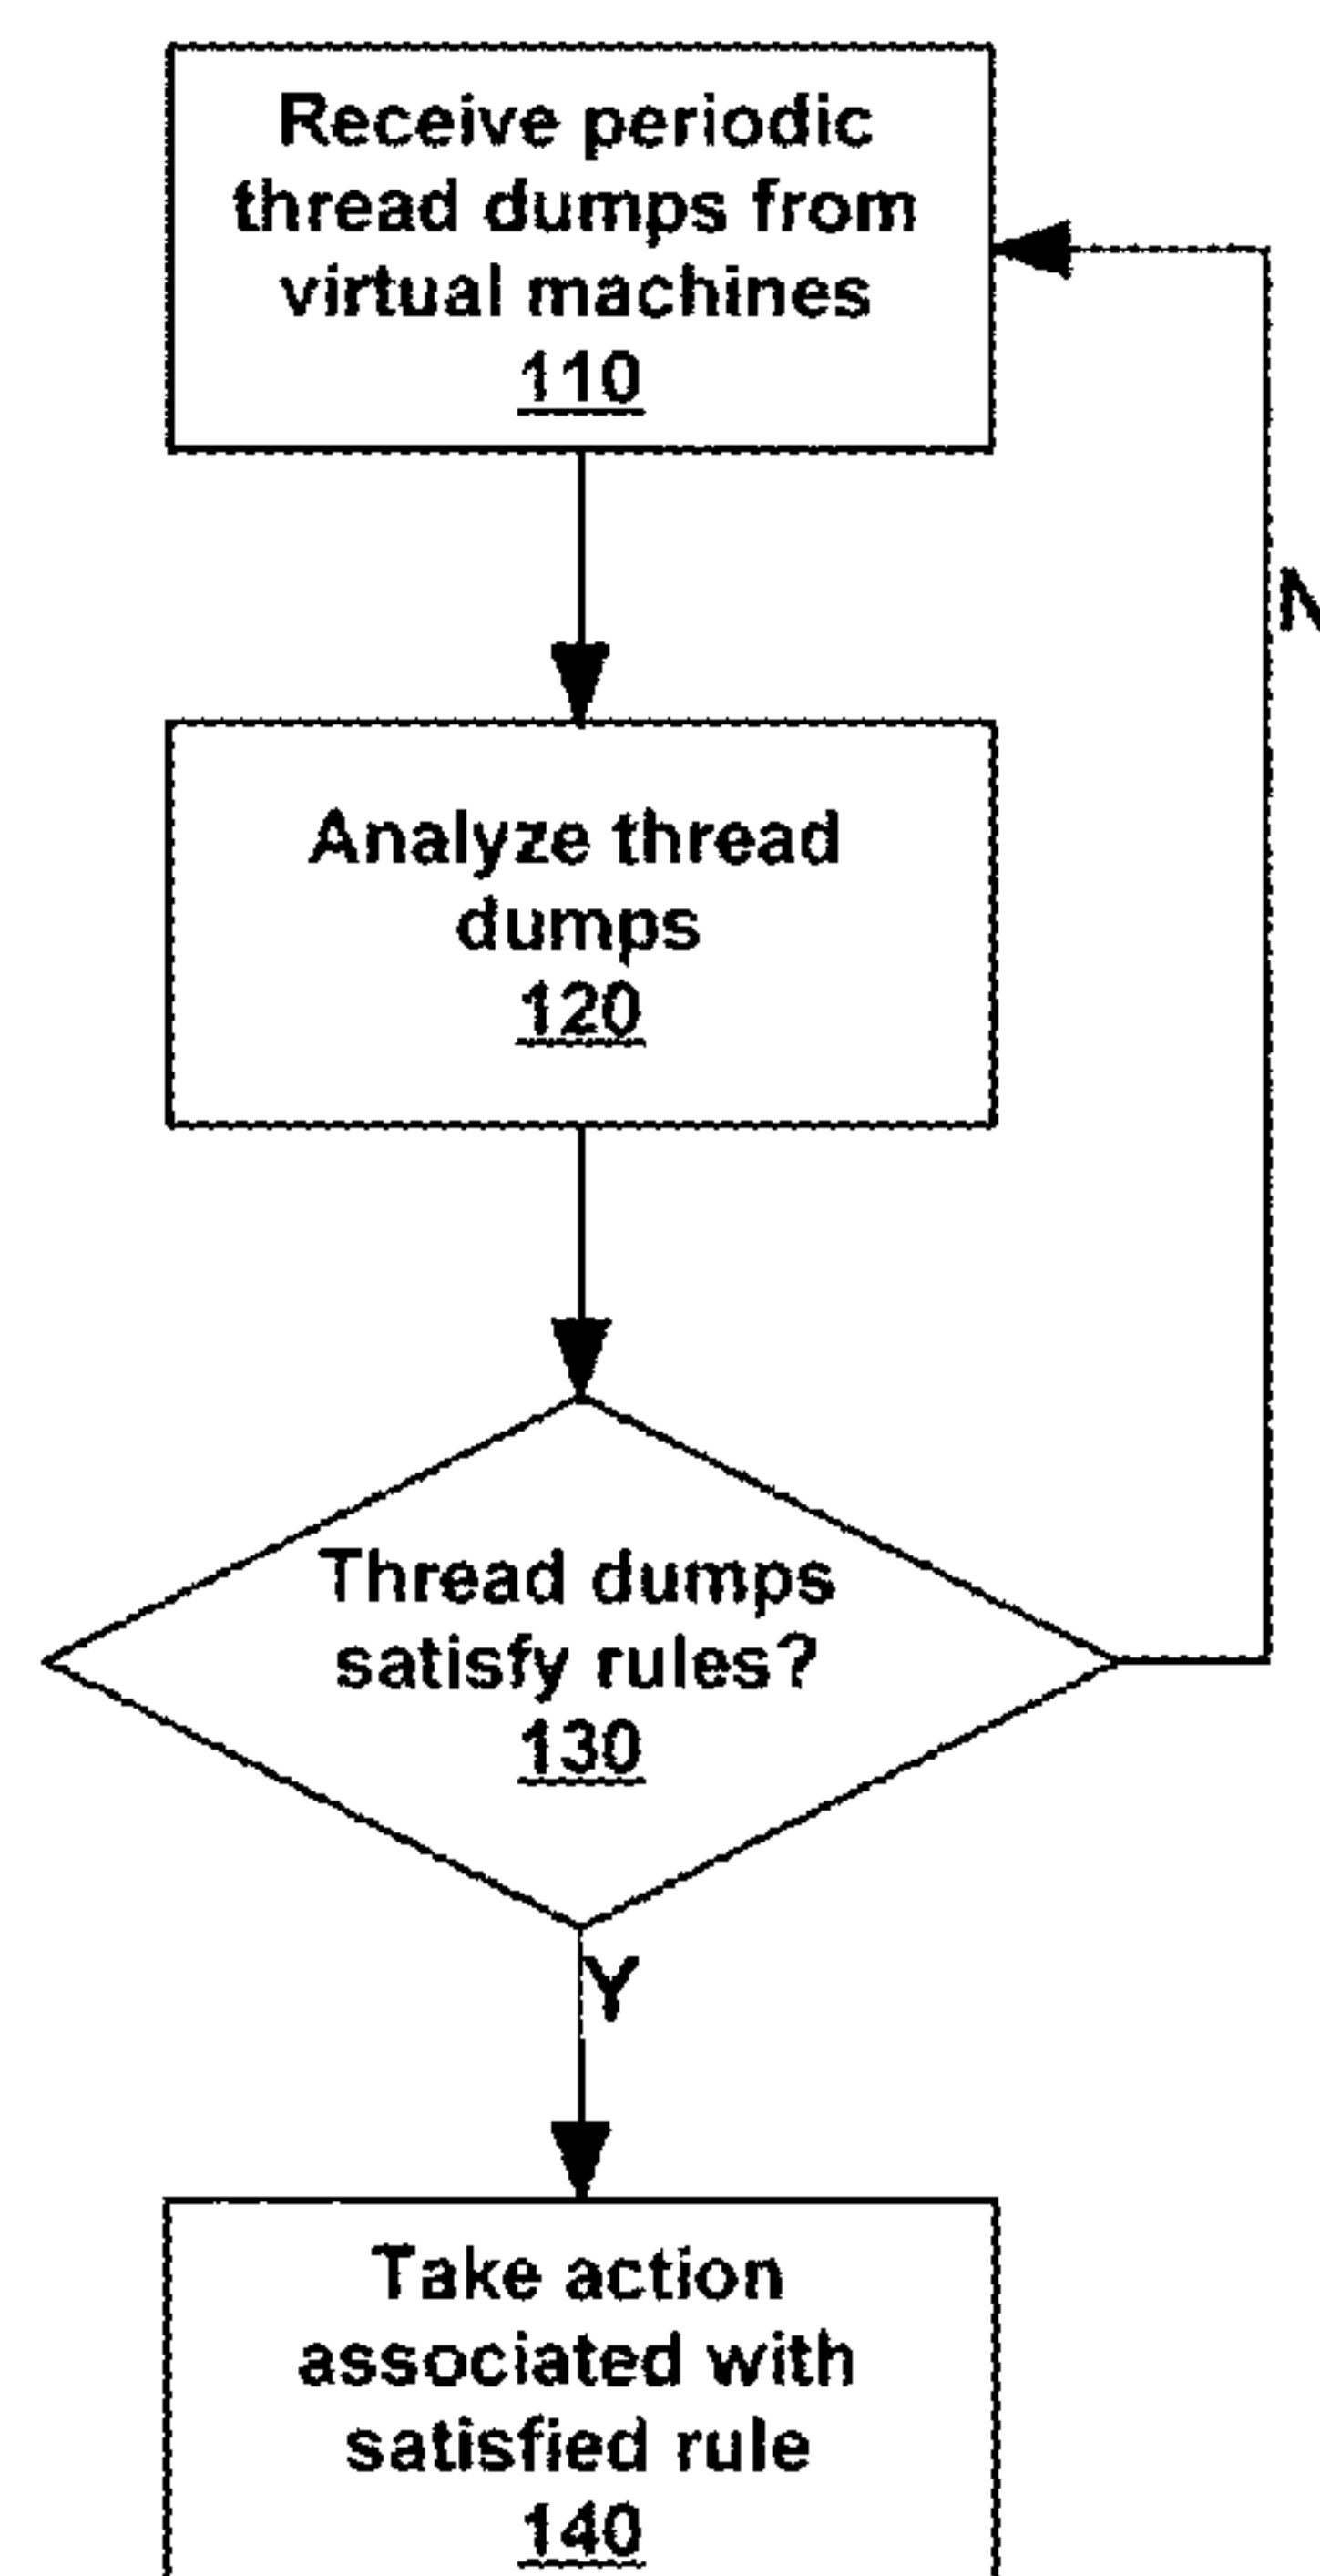 Receive periodic
thread dumps from
virtual machines
110
N
Analyze thread
dumps
120
Thread dumps
satisfy rules?
130
Y
Take action
associated with
satisfied rule
140